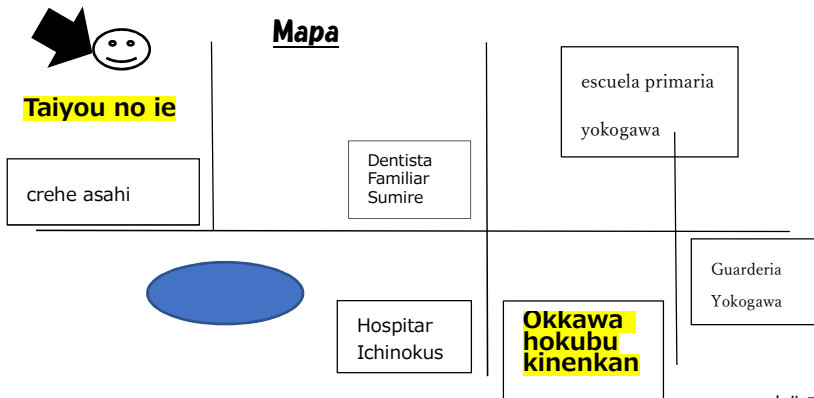 Mapa
Taiyou no ie
escuela primaria
yokogawa
Dentista
Familiar
Sumire
crehe asahi
Guarderia
Yokogawa
Hospitar
Ichinokus
Okkawa
hokubu
kinenkan